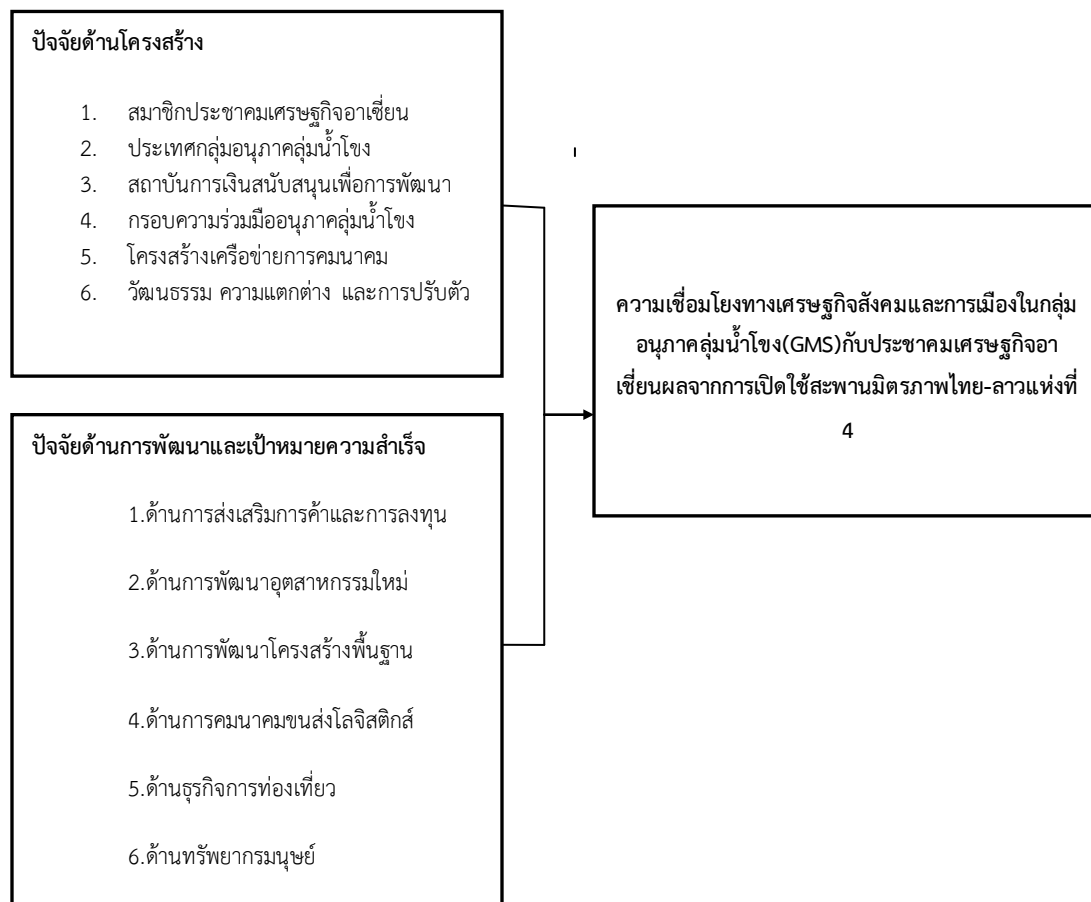 ปัจจัยด้านโครงสร้าง
1. สมาชิกประชาคมเศรษฐกิจอาเซี่ยน
2. ประเทศกลุ่มอนุภาคลุ่มน้ำโขง
3. สถาบันการเงินสนับสนุนเพื่อการพัฒนา
4. กรอบความร่วมมืออนุภาคลุ่มน้ำโขง
5. โครงสร้างเครือข่ายการคมนาคม
6. วัฒนธรรม ความแตกต่าง และการปรับตัว
ปัจจัยด้านการพัฒนาและเป้าหมายความสำเร็จ
1.ด้านการส่งเสริมการค้าและการลงทุน
2.ด้านการพัฒนาอุตสาหกรรมใหม่
3.ด้านการพัฒนาโครงสร้างพื้นฐาน
4.ด้านการคมนาคมขนส่งโลจิสติกส์
5.ด้านธุรกิจการท่องเที่ยว
6.ด้านทรัพยากรมนุษย์
ความเชื่อมโยงทางเศรษฐกิจสังคมและการเมืองในกลุ่ม
อนุภาคลุ่มน้ำโขง(GMS)กับประชาคมเศรษฐกิจอา
เซี่ยนผลจากการเปิดใช้สะพานมิตรภาพไทย-ลาวแห่งที่
4